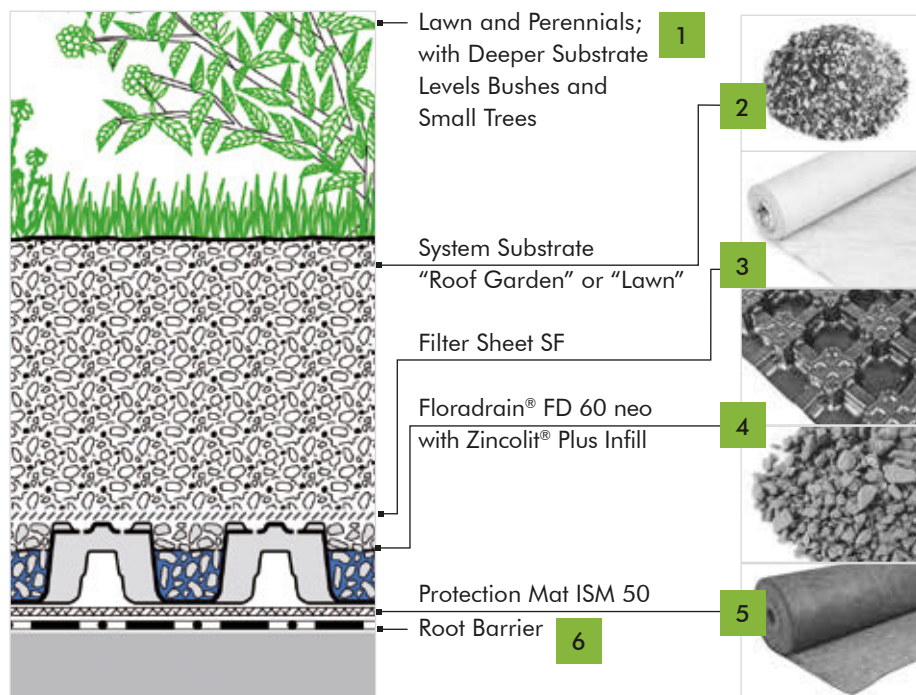 Lawn and Perennials;
with Deeper Substrate
Levels Bushes and
Small Trees
1
2
System Substrate
“Roof Garden” or “Lawn”
3
Filter Sheet SF
Floradrain® FD 60 neo
with Zincolit® Plus Infill
4
Protection Mat ISM 50
5
Root Barrier
6